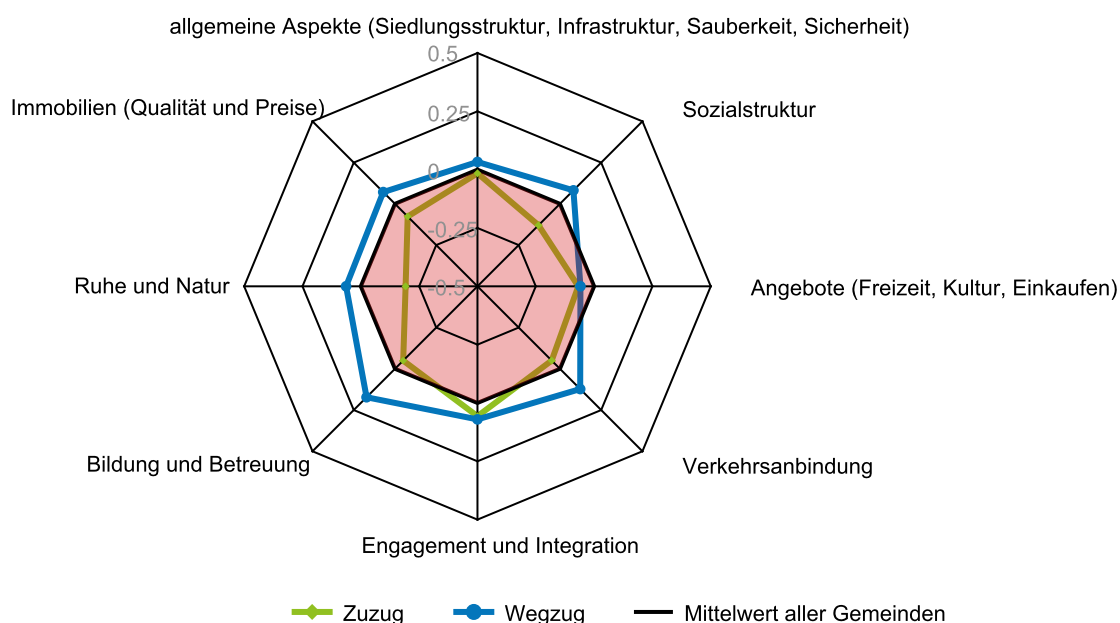 allgemeine Aspekte (Siedlungsstruktur, Infrastruktur, Sauberkeit, Sicherheit)
0.5
Immobilien (Qualität und Preise)
0.25
Sozialstruktur
0
-0.25
Ruhe und Natur
-0.5
Angebote (Freizeit, Kultur, Einkaufen)
Bildung und Betreuung
Verkehrsanbindung
Engagement und Integration
Zuzug
Wegzug
Mittelwert aller Gemeinden